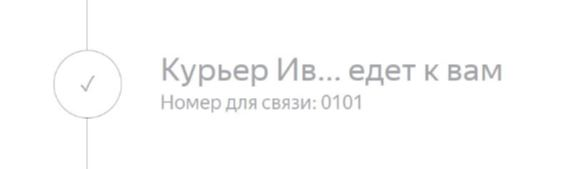 Курьер Ив... едет к вам
Номер для связи: 0101